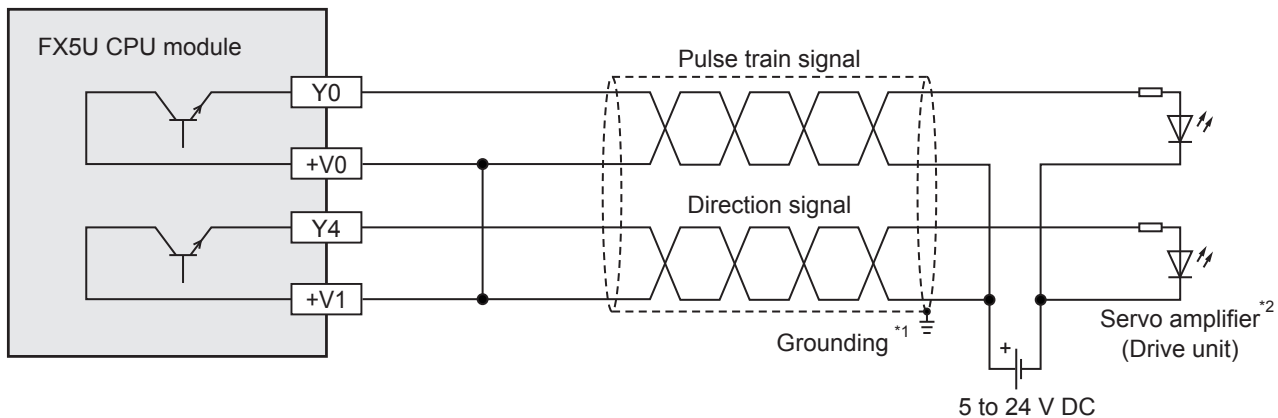 FX5U CPU module
Pulse train signal
Y0
+V0
Direction signal
Y4
+V1
Grounding *1
Servo amplifier*2
(Drive unit)
+
5 to 24 V DC